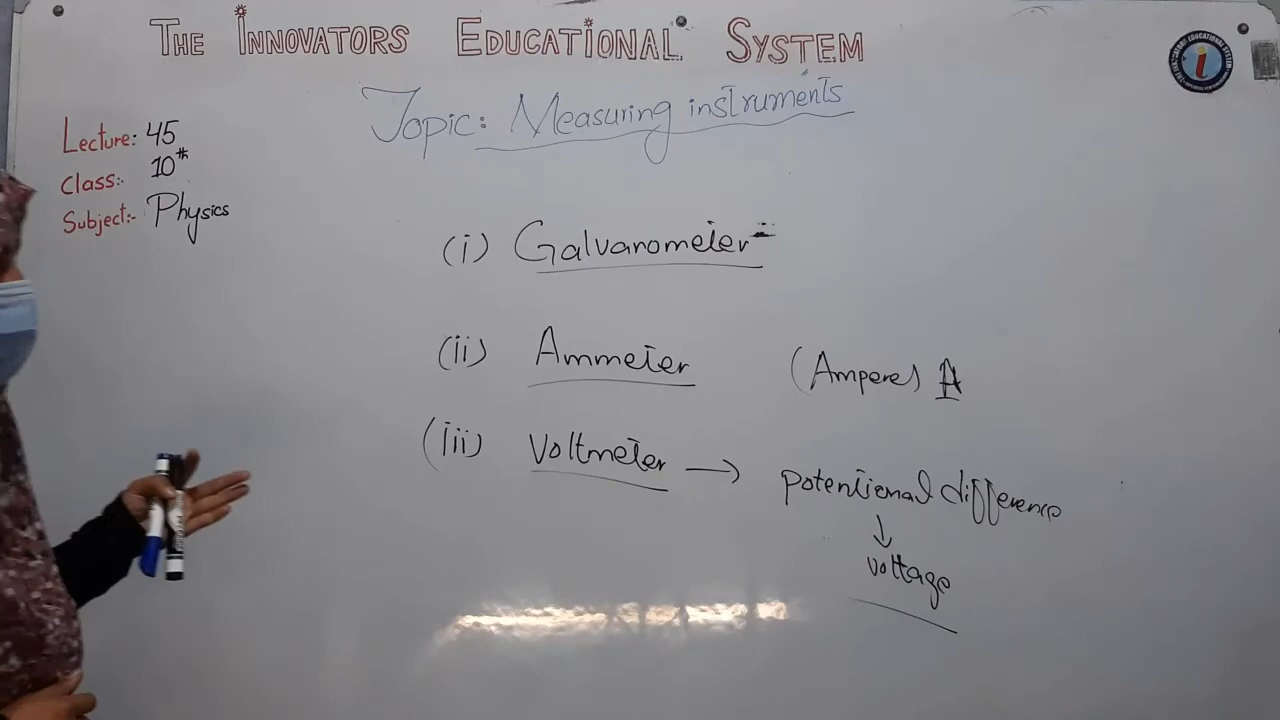 THE INNOVATORS EDUCATIONAL SYSTEM
Topic: Measuring instruments
Lecture: 45
Class:- 10th
Subject:- Physics
(i) Galvanometer
(ii) Ammeter (Ampere) A
(iii) Voltmeter → potentional difference
↓
voltage